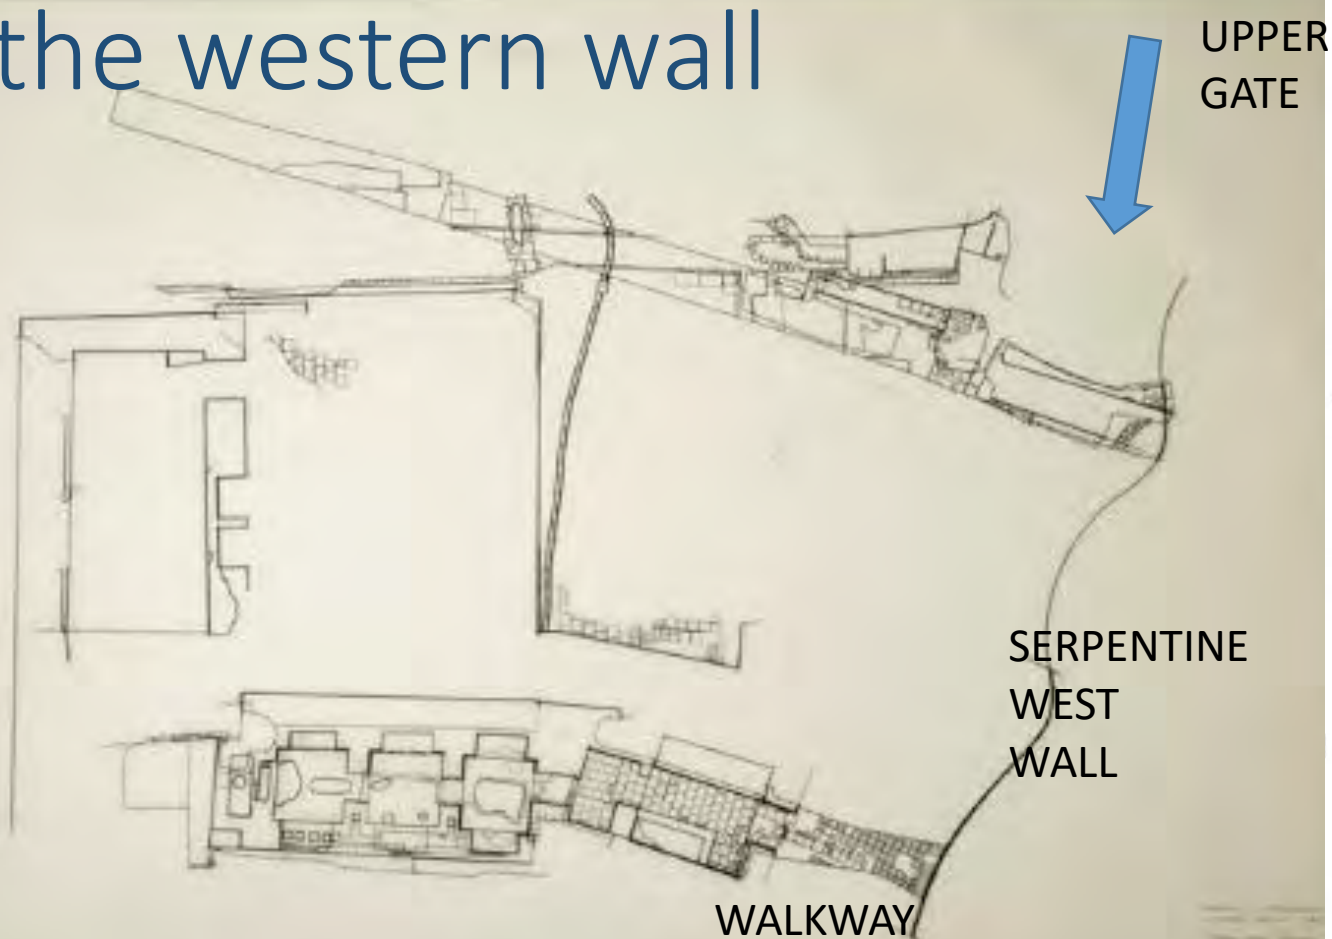 the western wall
UPPER
GATE
SERPENTINE
WEST
WALL
WALKWAY